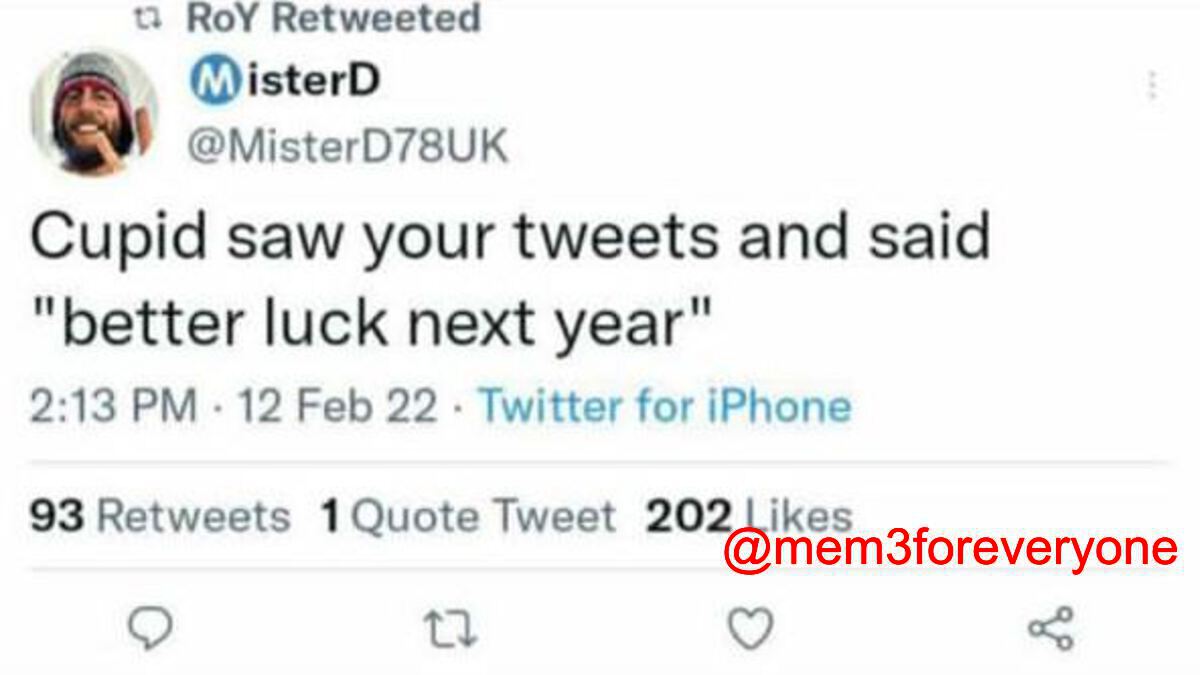 RoY Retweeted
MisterD
@MisterD78UK
Cupid saw your tweets and said
"better luck next year"
2:13 PM · 12 Feb 22 · Twitter for iPhone
93 Retweets 1 Quote Tweet 202 Likes
@mem3foreveryone